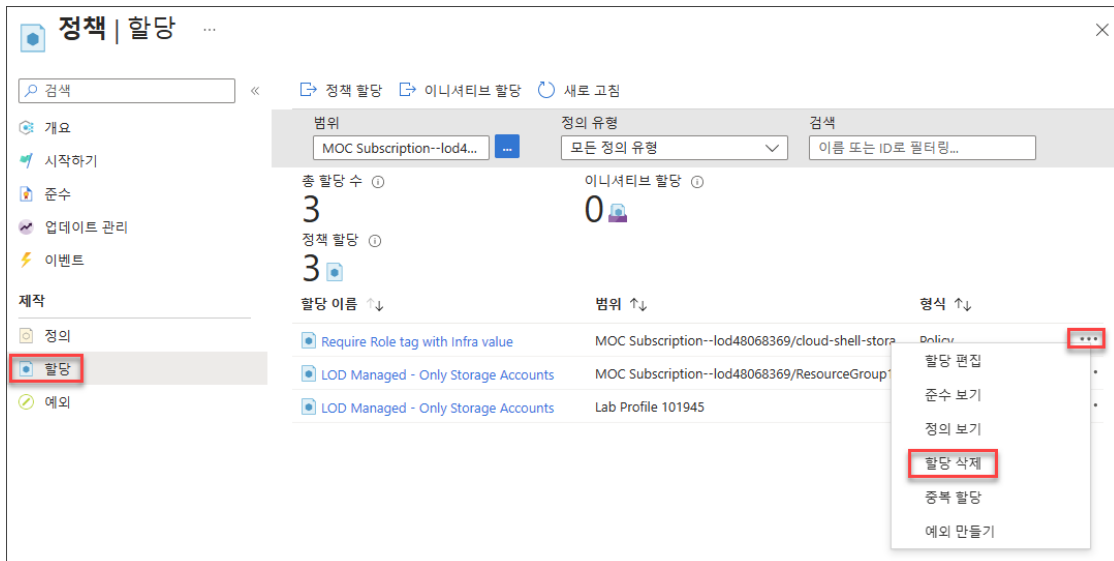 정책 | 할당 ...
검색 «
개요
시작하기
준수
업데이트 관리
이벤트
제작
정의
할당
예외
정책 할당 이니셔티브 할당 새로 고침
범위 정의 유형 검색
MOC Subscription--lod4... ... 모든 정의 유형 이름 또는 ID로 필터링...
총 할당 수 이니셔티브 할당
3 0
정책 할당
3
할당 이름 ↑↓ 범위 ↑↓ 형식 ↑↓
Require Role tag with Infra value MOC Subscription--lod48068369/cloud-shell-stora... Policy ...
LOD Managed - Only Storage Accounts MOC Subscription--lod48068369/ResourceGroup1
LOD Managed - Only Storage Accounts Lab Profile 101945
할당 편집
준수 보기
정의 보기
할당 삭제
중복 할당
예외 만들기